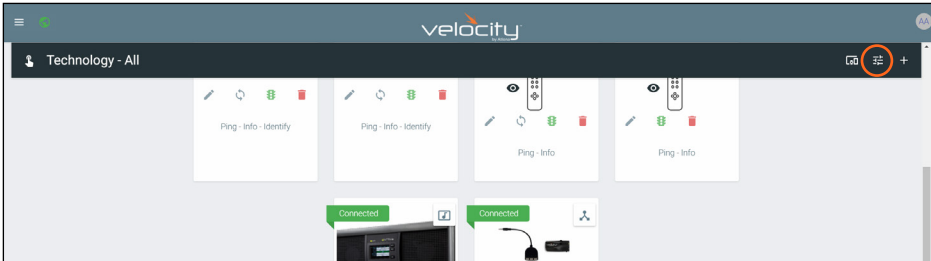 velocity
by Atlona
AA
Technology - All
Ping - Info - Identify
Ping - Info - Identify
Ping - Info
Ping - Info
Connected
Connected